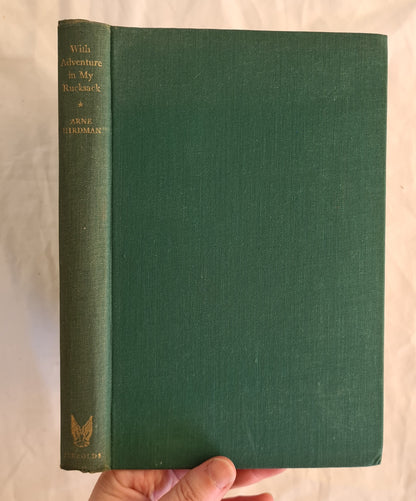 With
Adventure
in My
Rucksack
ARNE
HIRDMAN
JARROLDS